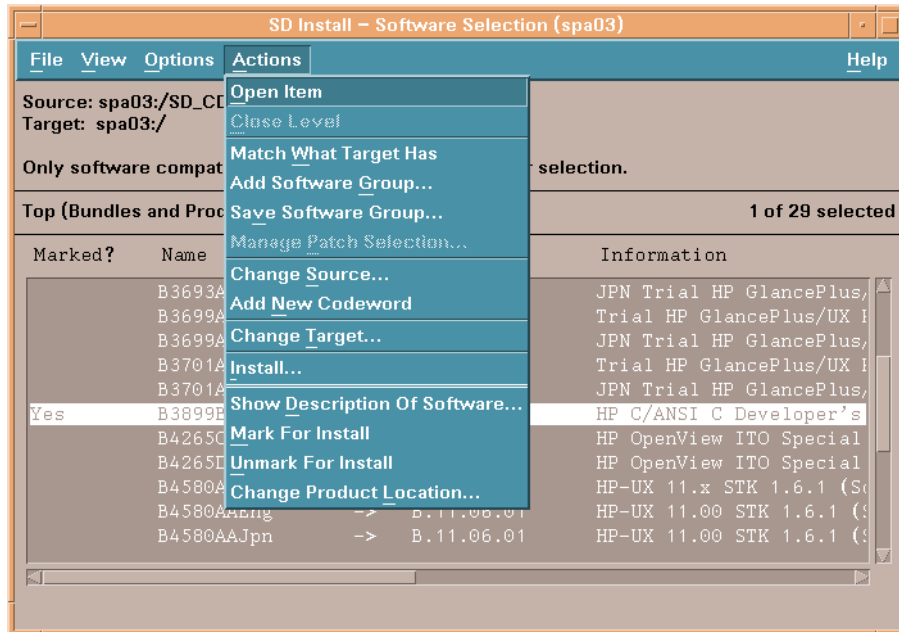 SD Install – Software Selection (spa03)
File View Options Actions Help
Open Item
Close Level
Match What Target Has
Add Software Group...
Save Software Group...
Manage Patch Selection...
Change Source...
Add New Codeword
Change Target...
Install...
Show Description Of Software...
Mark For Install
Unmark For Install
Change Product Location...
Source: spa03:/SD_CD
Target: spa03:/
Only software compat selection.
Top (Bundles and Prod 1 of 29 selected
Marked? Name Information
B3693A JPN Trial HP GlancePlus/
B3699A Trial HP GlancePlus/UX
B3699A JPN Trial HP GlancePlus/
B3701A Trial HP GlancePlus/UX
B3701A JPN Trial HP GlancePlus/
Yes B3899B HP C/ANSI C Developer's
B4265C HP OpenView ITO Special
B4265D HP OpenView ITO Special
B4580A HP-UX 11.x STK 1.6.1 (So
B4580AAEng -> B.11.06.01 HP-UX 11.00 STK 1.6.1 (S
B4580AAJpn -> B.11.06.01 HP-UX 11.00 STK 1.6.1 (S